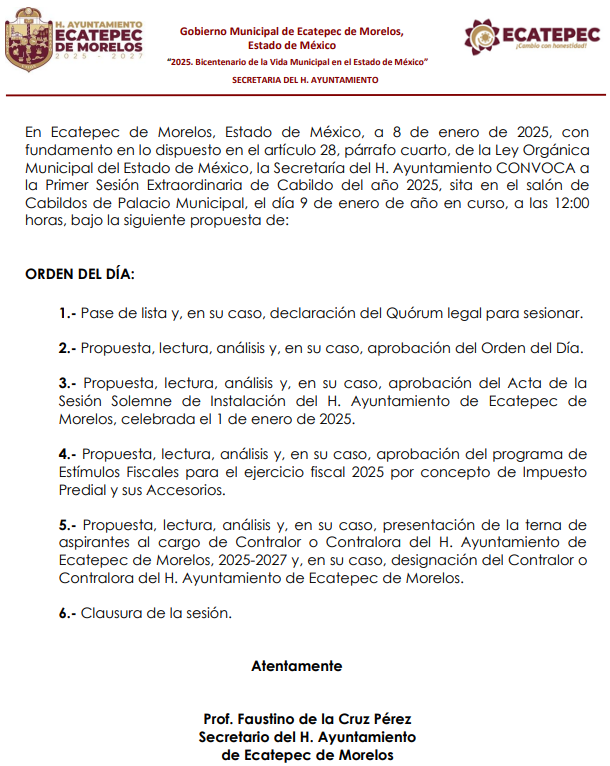 H. AYUNTAMIENTO
ECATEPEC
DE MORELOS
2025 - 2027
Gobierno Municipal de Ecatepec de Morelos,
Estado de México
“2025. Bicentenario de la Vida Municipal en el Estado de México”
SECRETARIA DEL H. AYUNTAMIENTO
ECATEPEC
¡Cambio con honestidad!
En Ecatepec de Morelos, Estado de México, a 8 de enero de 2025, con
fundamento en lo dispuesto en el artículo 28, párrafo cuarto, de la Ley Orgánica
Municipal del Estado de México, la Secretaría del H. Ayuntamiento CONVOCA a
la Primer Sesión Extraordinaria de Cabildo del año 2025, sita en el salón de
Cabildos de Palacio Municipal, el día 9 de enero de año en curso, a las 12:00
horas, bajo la siguiente propuesta de:
ORDEN DEL DÍA:
1.- Pase de lista y, en su caso, declaración del Quórum legal para sesionar.
2.- Propuesta, lectura, análisis y, en su caso, aprobación del Orden del Día.
3.- Propuesta, lectura, análisis y, en su caso, aprobación del Acta de la
Sesión Solemne de Instalación del H. Ayuntamiento de Ecatepec de
Morelos, celebrada el 1 de enero de 2025.
4.- Propuesta, lectura, análisis y, en su caso, aprobación del programa de
Estímulos Fiscales para el ejercicio fiscal 2025 por concepto de Impuesto
Predial y sus Accesorios.
5.- Propuesta, lectura, análisis y, en su caso, presentación de la terna de
aspirantes al cargo de Contralor o Contralora del H. Ayuntamiento de
Ecatepec de Morelos, 2025-2027 y, en su caso, designación del Contralor o
Contralora del H. Ayuntamiento de Ecatepec de Morelos.
6.- Clausura de la sesión.
Atentamente
Prof. Faustino de la Cruz Pérez
Secretario del H. Ayuntamiento
de Ecatepec de Morelos